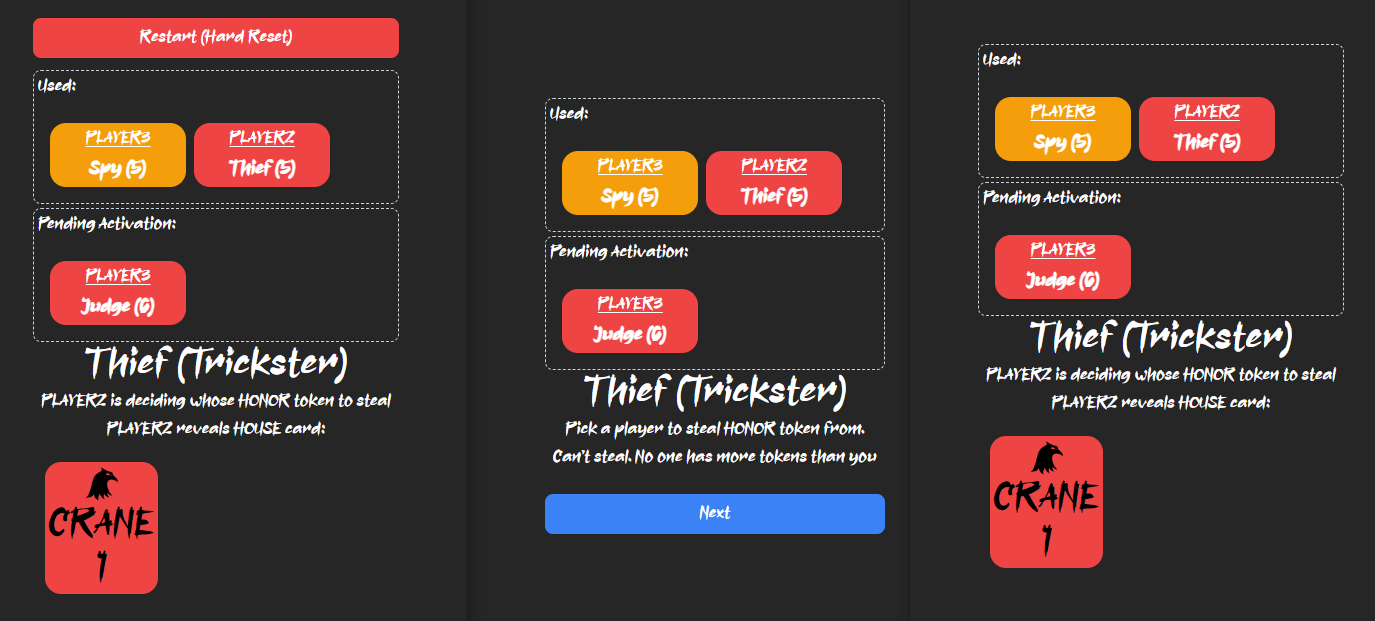 Restart (Hard Reset)
Used:
PLAYER3
Spy (5)
PLAYER2
Thief (5)
Pending Activation:
PLAYER3
Judge (6)
Thief (Trickster)
PLAYER2 is deciding whose HONOR token to steal
PLAYER2 reveals HOUSE card:
CRANE
1
Used:
PLAYER3
Spy (5)
PLAYER2
Thief (5)
Pending Activation:
PLAYER3
Judge (6)
Thief (Trickster)
Pick a player to steal HONOR token from.
Can't steal. No one has more tokens than you
Next
Used:
PLAYER3
Spy (5)
PLAYER2
Thief (5)
Pending Activation:
PLAYER3
Judge (6)
Thief (Trickster)
PLAYER2 is deciding whose HONOR token to steal
PLAYER2 reveals HOUSE card:
CRANE
1